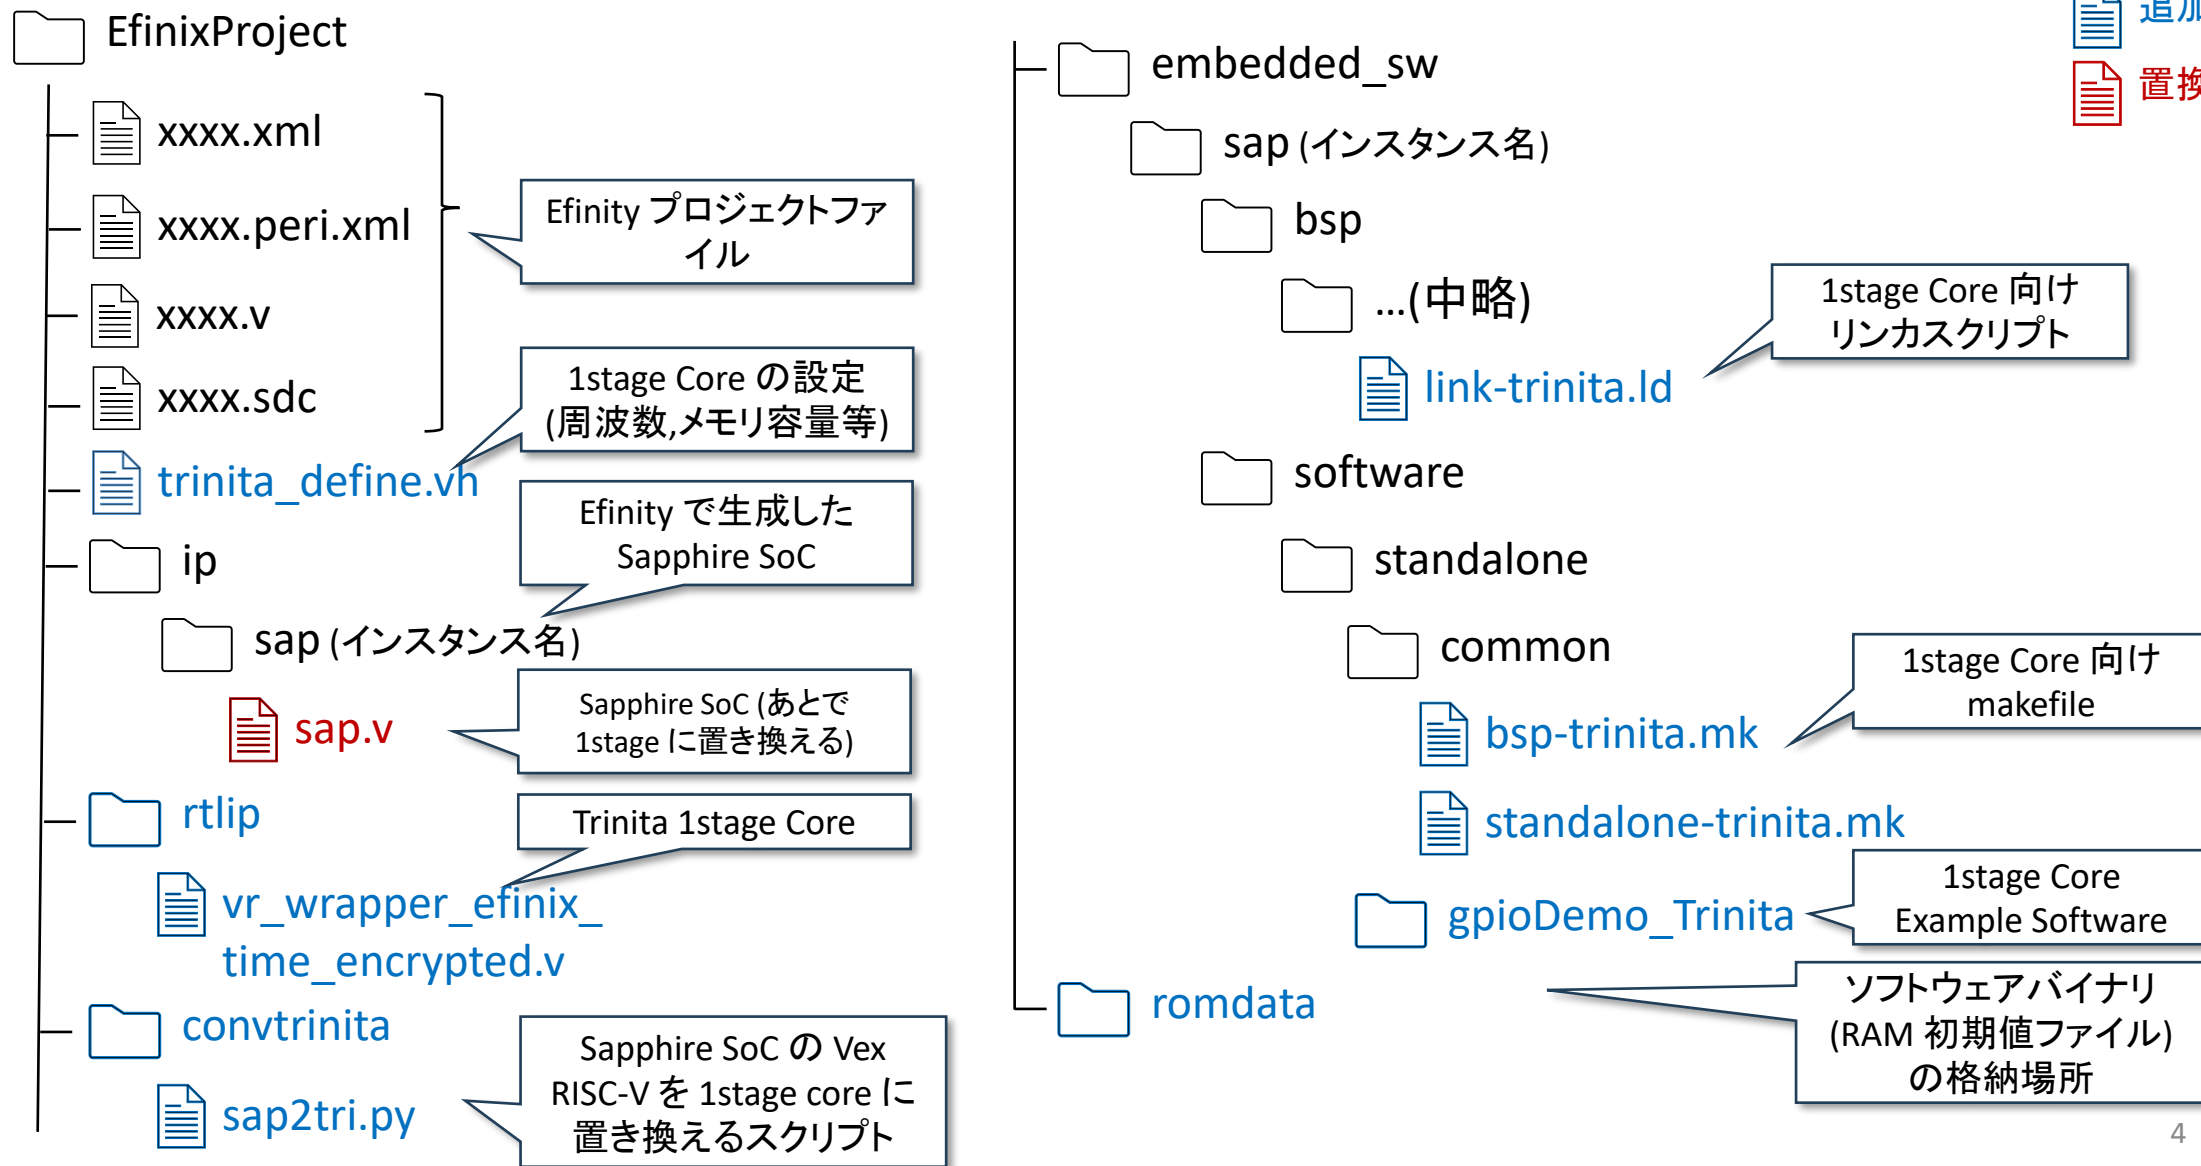 EfinixProject
xxxx.xml
xxxx.peri.xml
xxxx.v
xxxx.sdc
Efinity プロジェクトファ
イル
1stage Core の設定
(周波数,メモリ容量等)
trinita_define.vh
Efinity で生成した
Sapphire SoC
ip
sap (インスタンス名)
sap.v
Sapphire SoC (あとで
1stage に置き換える)
rtlip
Trinita 1stage Core
vr_wrapper_efinix_
time_encrypted.v
convtrinita
sap2tri.py
Sapphire SoC の Vex
RISC-V を 1stage core に
置き換えるスクリプト
embedded_sw
sap (インスタンス名)
bsp
...(中略)
1stage Core 向け
リンカスクリプト
link-trinita.ld
software
standalone
common
1stage Core 向け
makefile
bsp-trinita.mk
standalone-trinita.mk
gpioDemo_Trinita
1stage Core
Example Software
romdata
ソフトウェアバイナリ
(RAM 初期値ファイル)
の格納場所
追加
置換
4